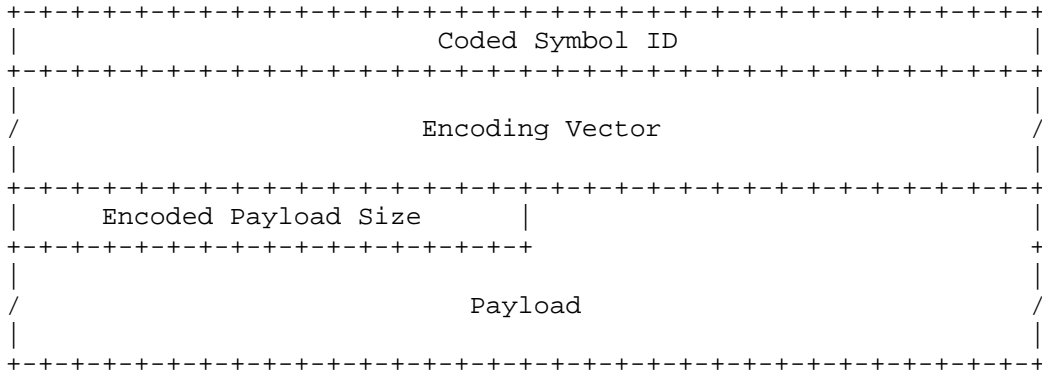 +-+-+-+-+-+-+-+-+-+-+-+-+-+-+-+-+-+-+-+-+-+-+-+-+-+-+-+-+-+-+-+-+
|                          Coded Symbol ID                      |
+-+-+-+-+-+-+-+-+-+-+-+-+-+-+-+-+-+-+-+-+-+-+-+-+-+-+-+-+-+-+-+-+
|                                                               |
/                         Encoding Vector                       /
|                                                               |
+-+-+-+-+-+-+-+-+-+-+-+-+-+-+-+-+-+-+-+-+-+-+-+-+-+-+-+-+-+-+-+-+
|     Encoded Payload Size      |                               |
+-+-+-+-+-+-+-+-+-+-+-+-+-+-+-+-+                               +
|                                                               |
/                            Payload                            /
|                                                               |
+-+-+-+-+-+-+-+-+-+-+-+-+-+-+-+-+-+-+-+-+-+-+-+-+-+-+-+-+-+-+-+-+